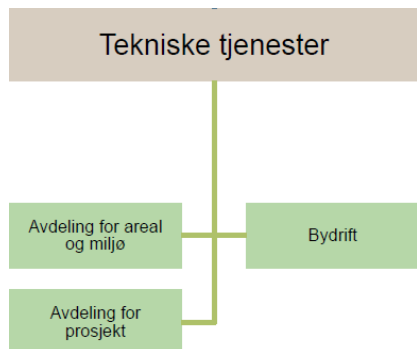 Tekniske tjenester
Avdeling for areal
og miljø
Bydrift
Avdeling for
prosjekt